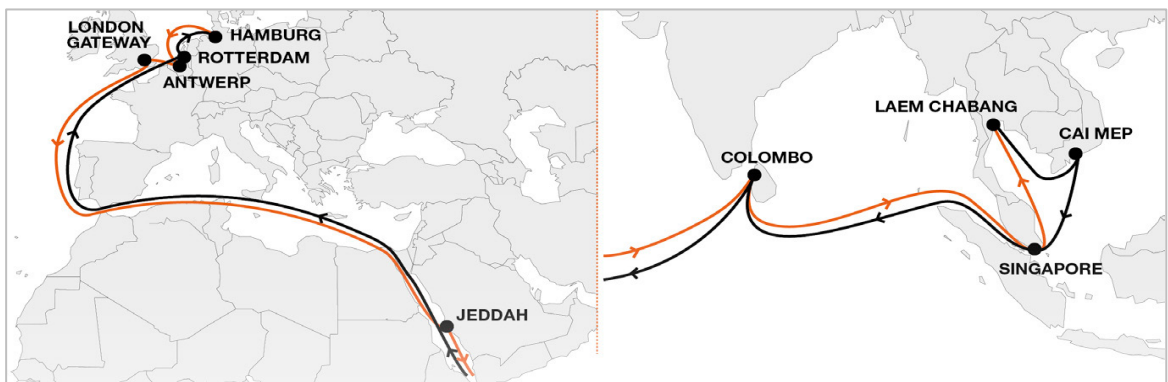 LONDON
GATEWAY
HAMBURG
ROTTERDAM
ANTWERP
JEDDAH
LAEM CHABANG
CAI MEP
COLOMBO
SINGAPORE